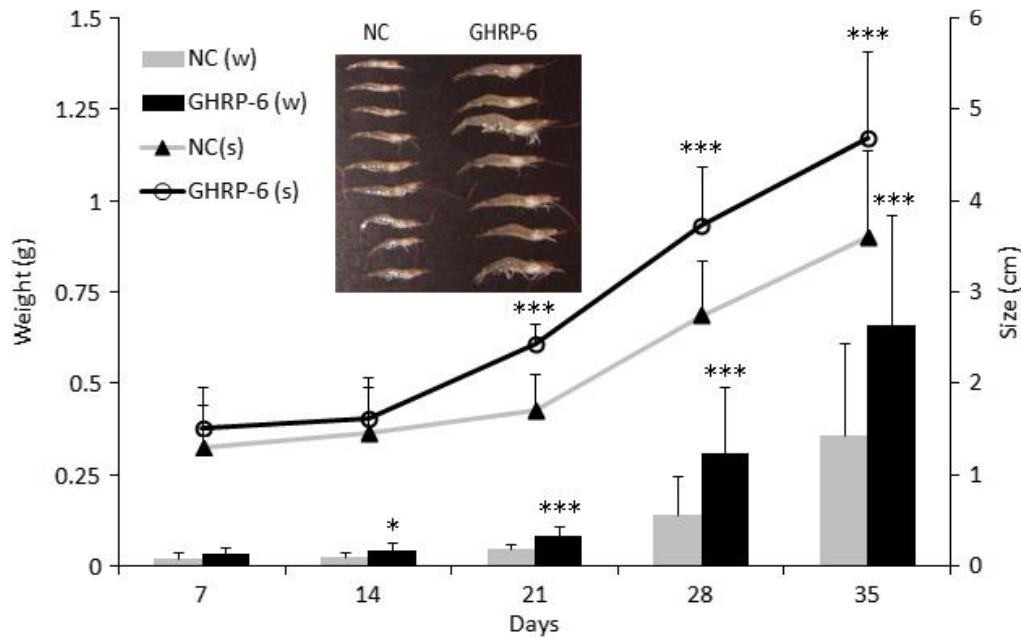 1.5
1.25
1
0.75
0.5
0.25
0
Weight (g)
NC (w)
GHRP-6 (w)
NC(s)
GHRP-6 (s)
NC GHRP-6
***
***
***
***
***
***
*
6
5
4
3
2
1
0
Size (cm)
7 14 21 28 35
Days